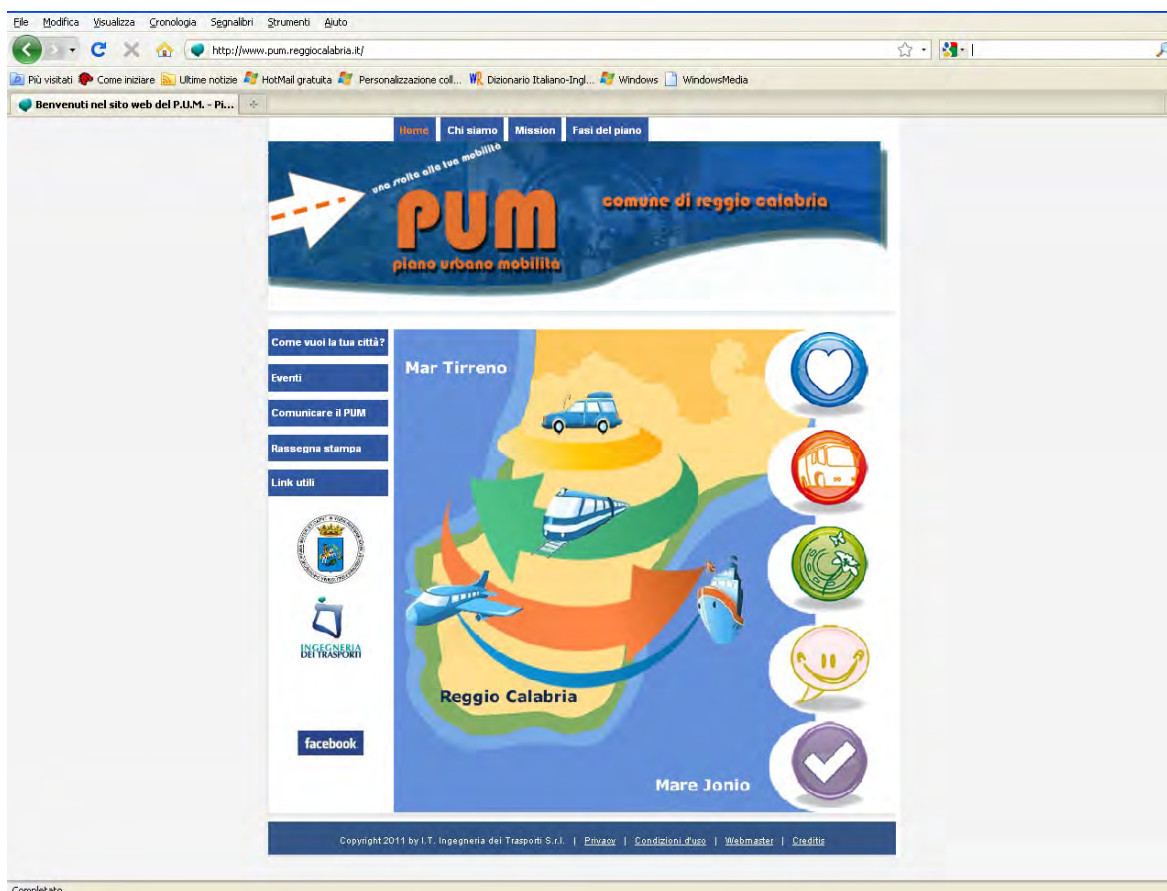 File Modifica Visualizza Cronologia Segnalibri Strumenti Aiuto
http://www.pum.reggiocalabria.it/
Più visitati Come iniziare Ultime notizie HotMail gratuita Personalizzazione coll... Dizionario Italiano-Ingl... Windows WindowsMedia
Benvenuti nel sito web del P.U.M. - Pi...
Home Chi siamo Mission Fasi del piano
una svolta alla tua mobilità
PUM
comune di reggio calabria
piano urbano mobilità
Come vuoi la tua città?
Eventi
Comunicare il PUM
Rassegna stampa
Link utili
INGEGNERIA
DEI TRASPORTI
facebook
Mar Tirreno
Reggio Calabria
Mare Jonio
Copyright 2011 by I.T. Ingegneria dei Trasporti S.r.l. | Privacy | Condizioni d'uso | Webmaster | Creditis
Completato